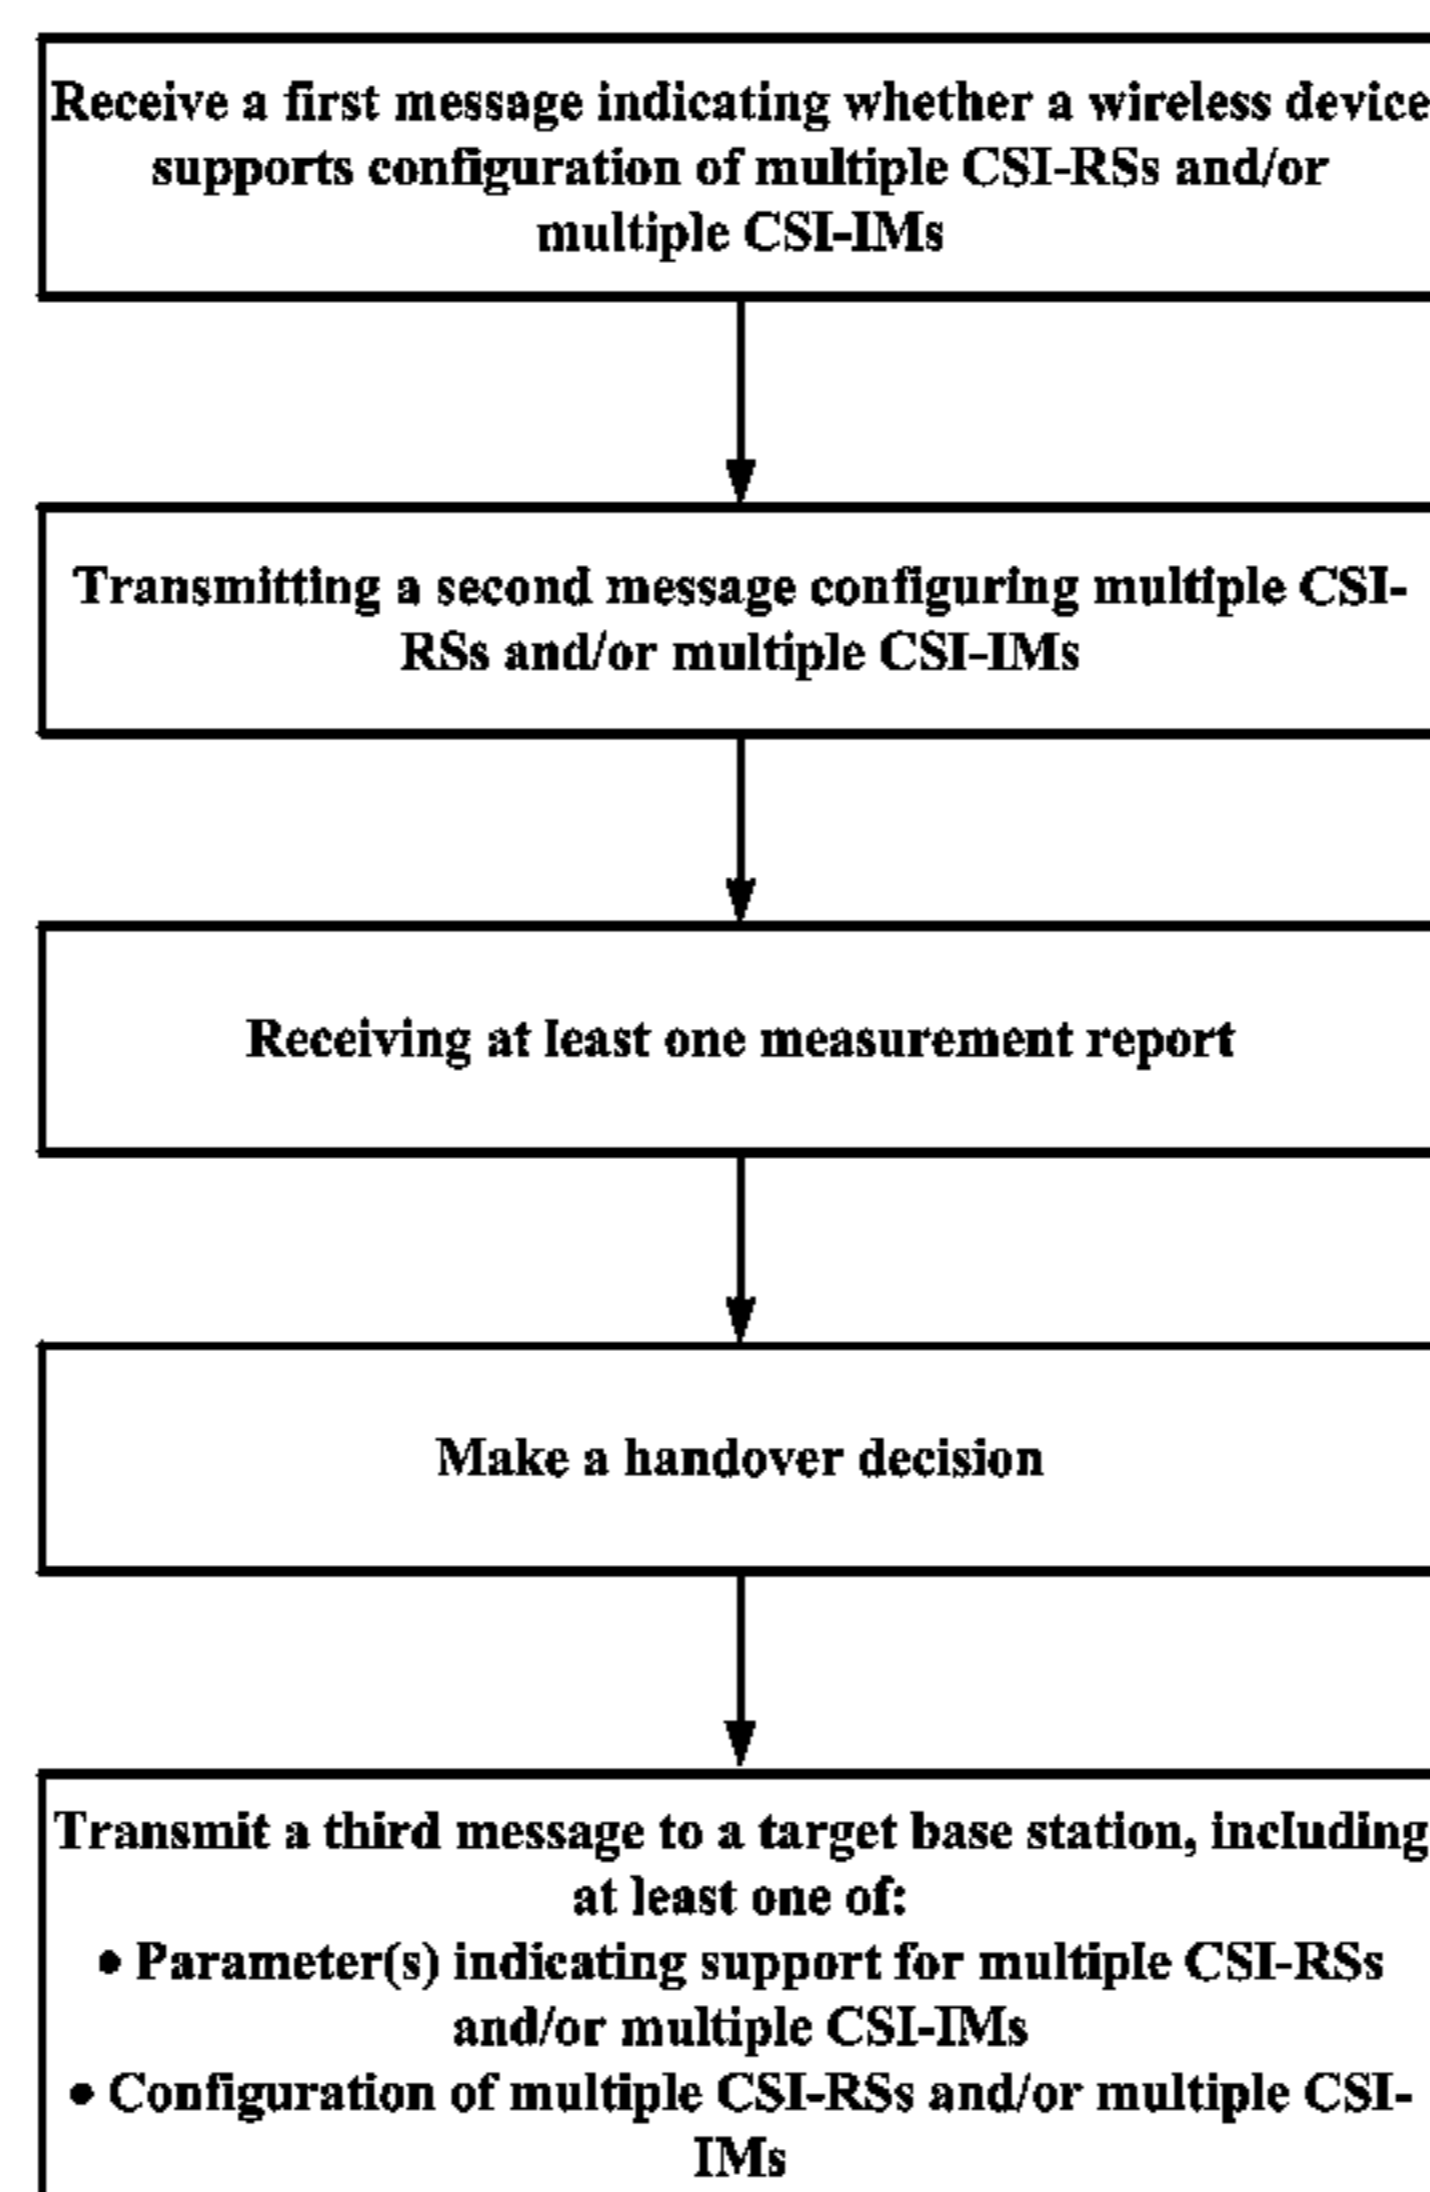 Receive a first message indicating whether a wireless device
supports configuration of multiple CSI-RSs and/or
multiple CSI-IMs
Transmitting a second message configuring multiple CSI-
RSs and/or multiple CSI-IMs
Receiving at least one measurement report
Make a handover decision
Transmit a third message to a target base station, including
at least one of:
• Parameter(s) indicating support for multiple CSI-RSs
and/or multiple CSI-IMs
• Configuration of multiple CSI-RSs and/or multiple CSI-
IMs